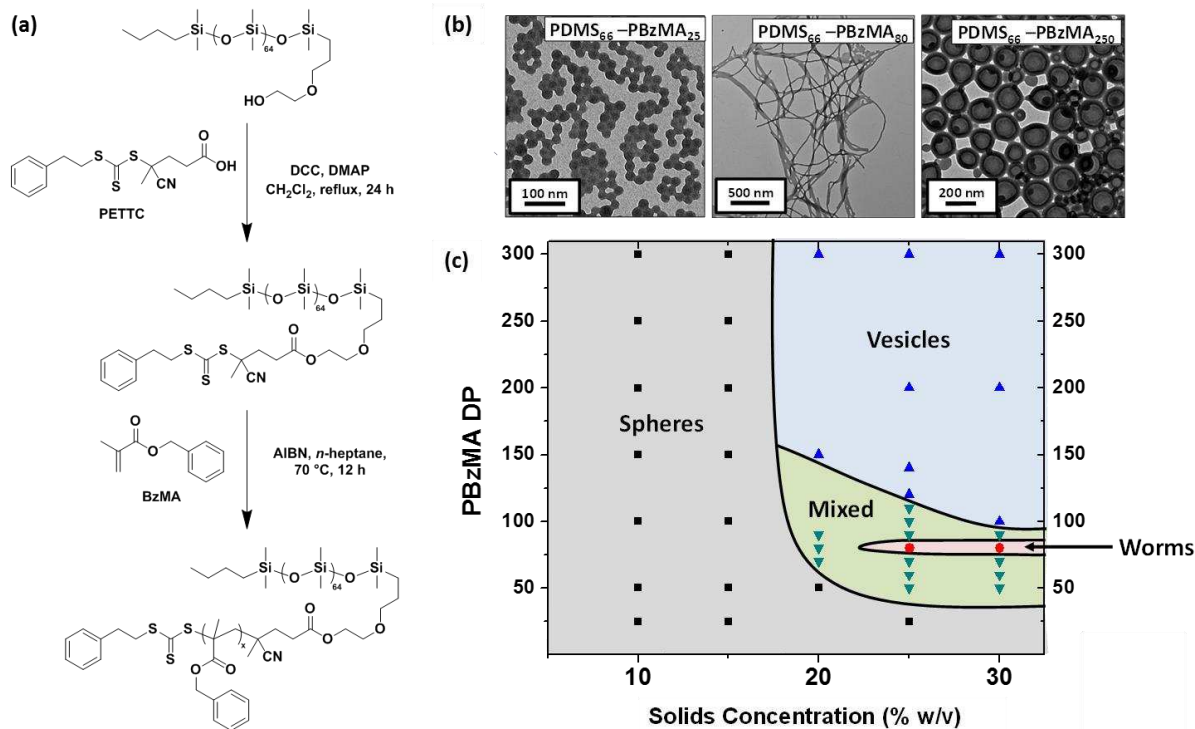 (a)
Si
O
Si
O
Si
64
HO
O
S
S
S
CN
O
OH
PETTC
DCC, DMAP
CH₂Cl₂, reflux, 24 h
Si
O
Si
O
Si
64
S
S
S
CN
O
O
O
O
O
BzMA
AIBN, n-heptane,
70 °C, 12 h
Si
O
Si
O
Si
64
S
S
S
x
CN
O
O
O
O
O
(b)
PDMS₆₆ –PBzMA₂₅
PDMS₆₆ –PBzMA₈₀
PDMS₆₆ –PBzMA₂₅₀
100 nm
500 nm
200 nm
(c)
PBzMA DP
300
250
200
150
100
50
Spheres
Vesicles
Mixed
Worms
300
250
200
150
100
50
10
15
20
25
30
Solids Concentration (% w/v)